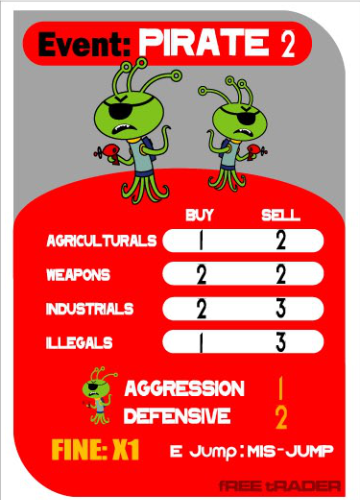 Event: PIRATE 2
BUY SELL
AGRICULTURALS 1 2
WEAPONS 2 2
INDUSTRIALS 2 3
ILLEGALS 1 3
AGGRESSION 1
DEFENSIVE 2
FINE: X1 E Jump: MIS-JUMP
FREE tRADER